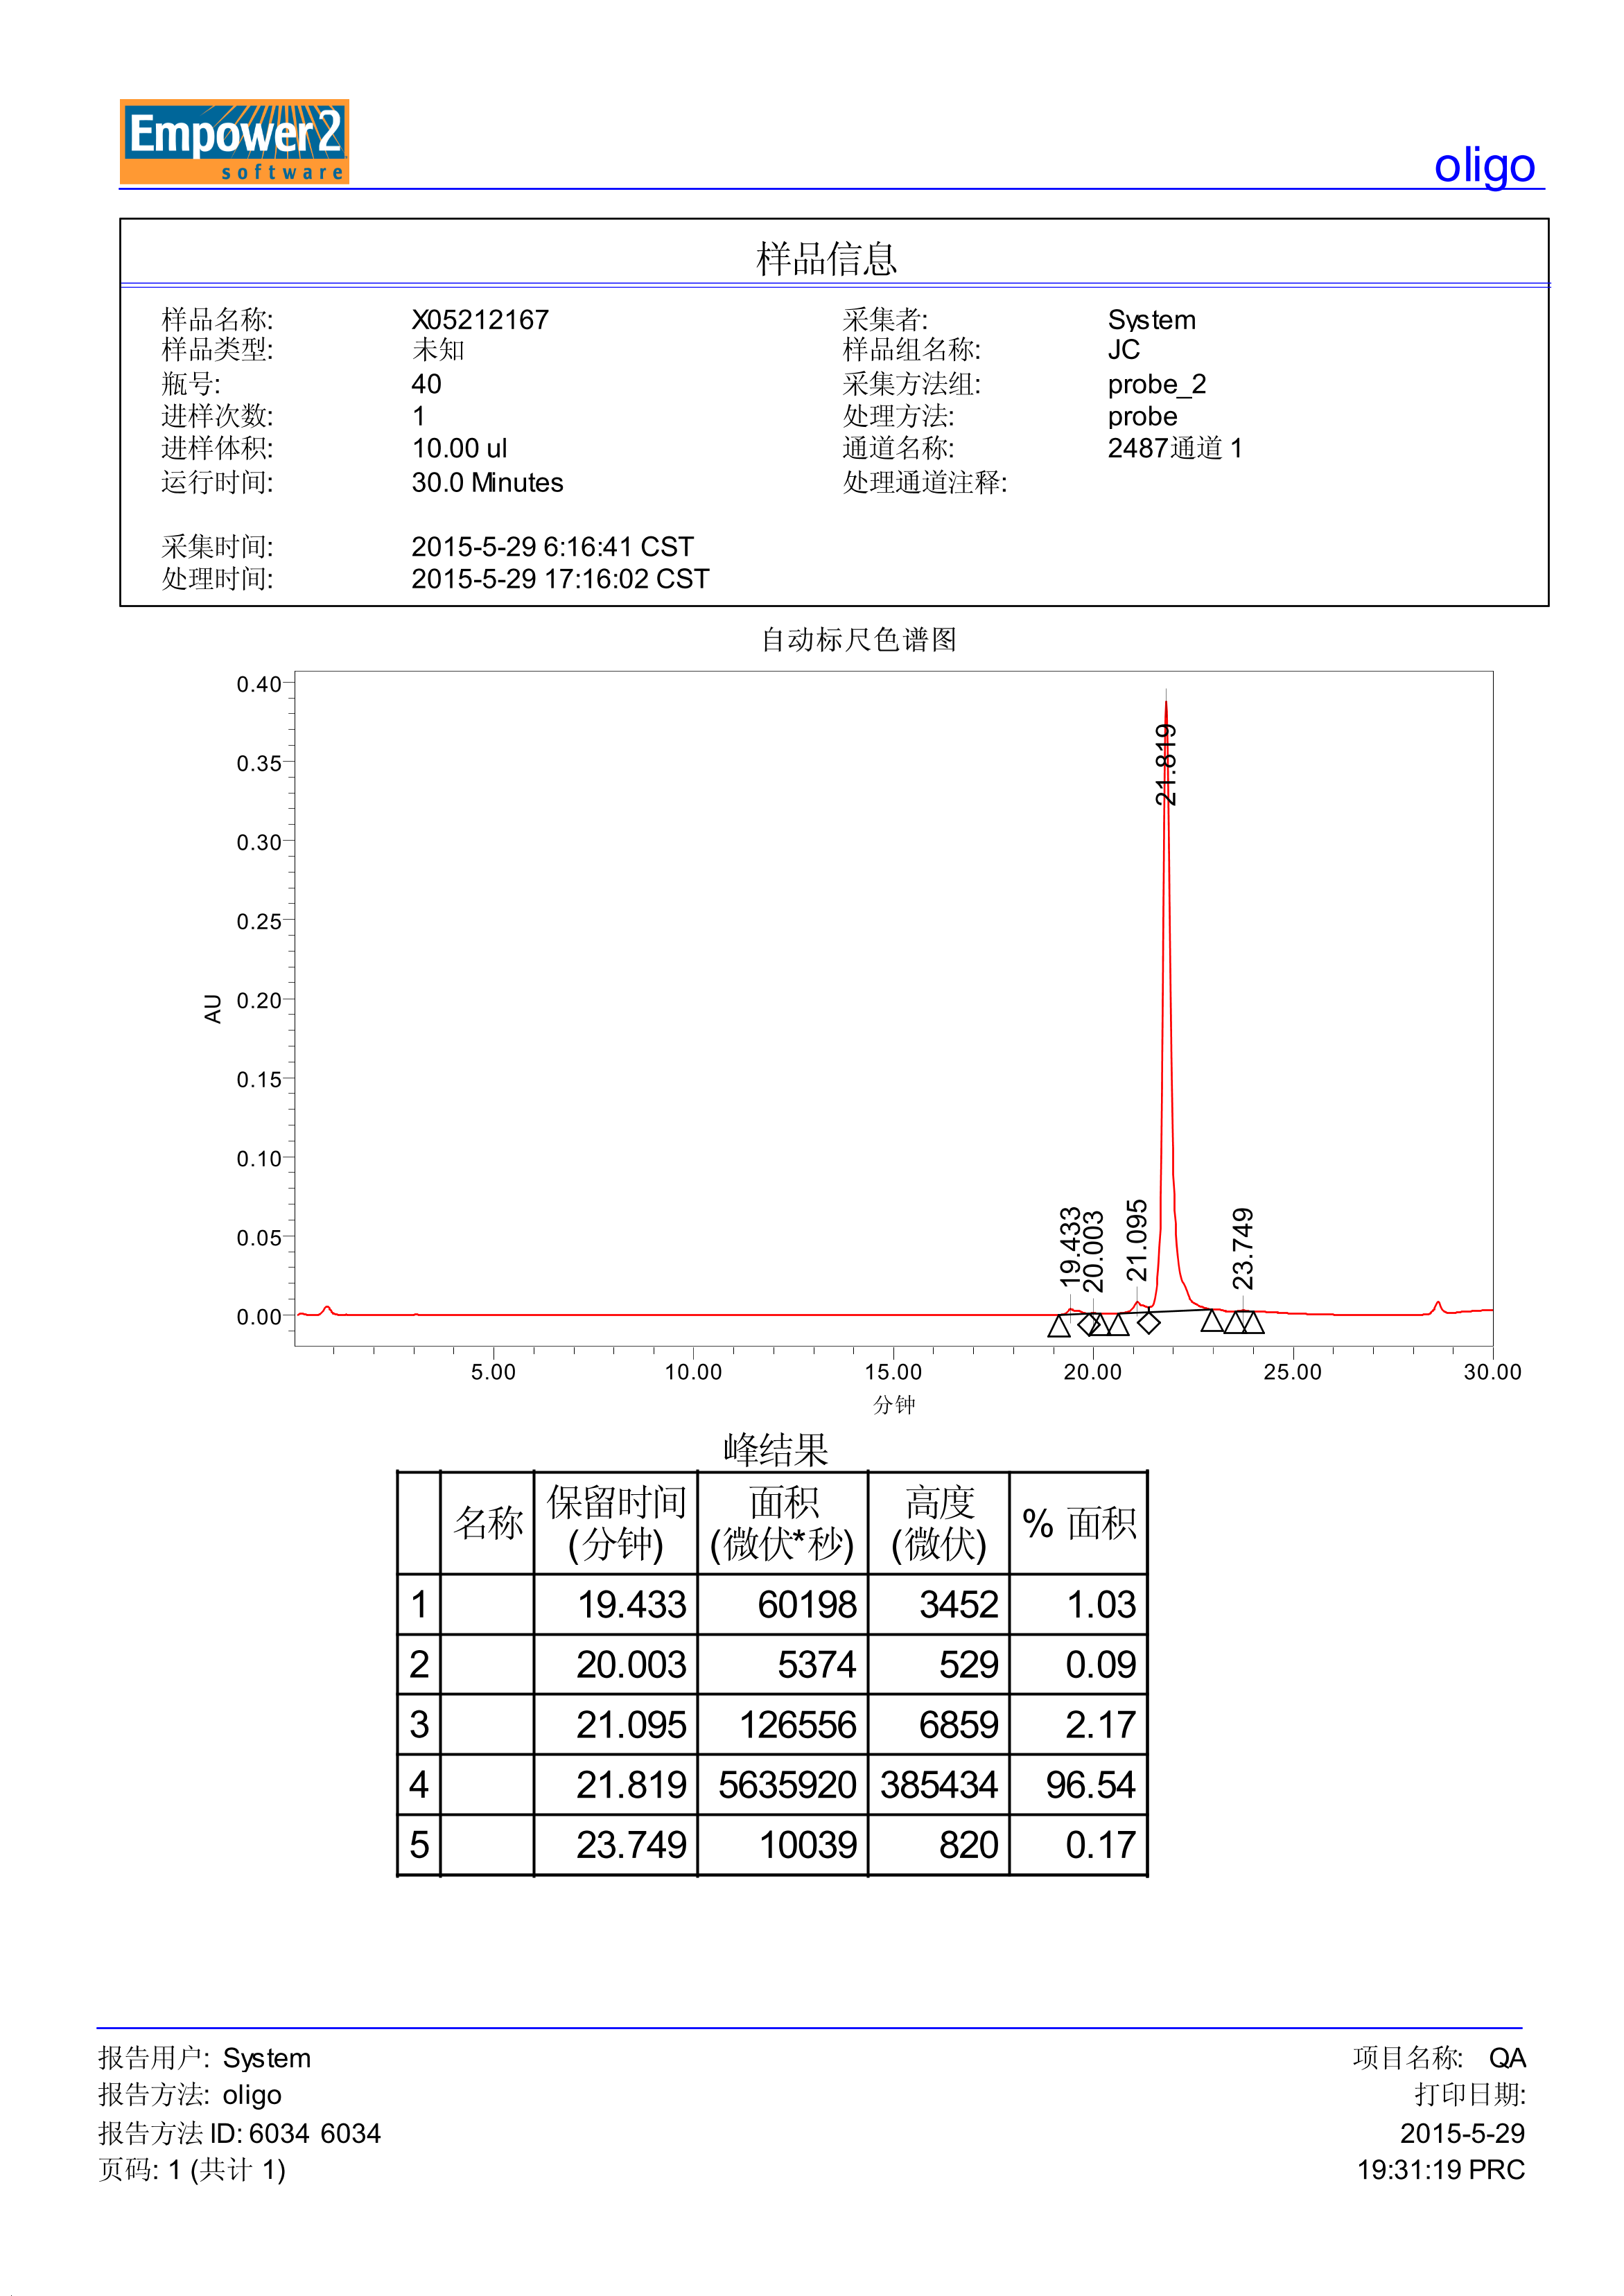 Empower2
software
oligo
样品信息
样品名称: X05212167 采集者: System
样品类型: 未知 样品组名称: JC
瓶号: 40 采集方法组: probe_2
进样次数: 1 处理方法: probe
进样体积: 10.00 ul 通道名称: 2487通道 1
运行时间: 30.0 Minutes 处理通道注释:
采集时间: 2015-5-29 6:16:41 CST
处理时间: 2015-5-29 17:16:02 CST
自动标尺色谱图
0.40
0.35
0.30
0.25
0.20
0.15
0.10
0.05
0.00
AU
19.433
20.003
21.095
21.819
23.749
5.00 10.00 15.00 20.00 25.00 30.00
分钟
峰结果
名称 保留时间 (分钟) 面积 (微伏*秒) 高度 (微伏) % 面积
1 19.433 60198 3452 1.03
2 20.003 5374 529 0.09
3 21.095 126556 6859 2.17
4 21.819 5635920 385434 96.54
5 23.749 10039 820 0.17
报告用户: System 项目名称: QA
报告方法: oligo 打印日期:
报告方法 ID: 6034 6034 2015-5-29
页码: 1 (共计 1) 19:31:19 PRC